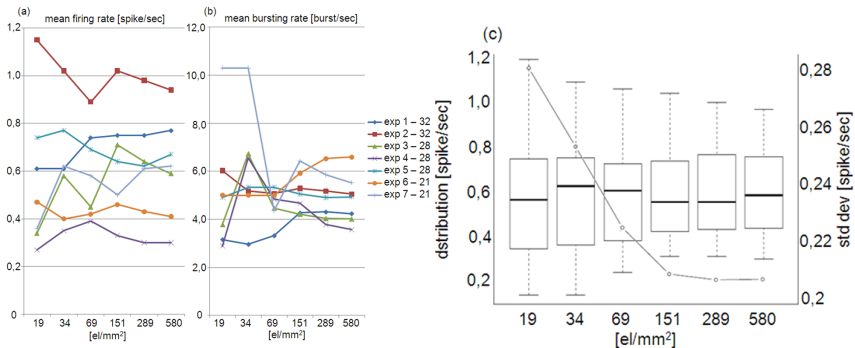 (a) mean firing rate [spike/sec]
1,2
1,0
0,8
0,6
0,4
0,2
0
19 34 69 151 289 580
[el/mm²]
(b) mean bursting rate [burst/sec]
12,0
10,0
8,0
6,0
4,0
2,0
0
19 34 69 151 289 580
[el/mm²]
exp 1 – 32
exp 2 – 32
exp 3 – 28
exp 4 – 28
exp 5 – 28
exp 6 – 21
exp 7 – 21
(c)
dstribution [spike/sec]
1,2
1,0
0,8
0,6
0,4
0,2
19 34 69 151 289 580
[el/mm²]
0,28
0,26
0,24
0,22
0,2
std dev [spike/sec]